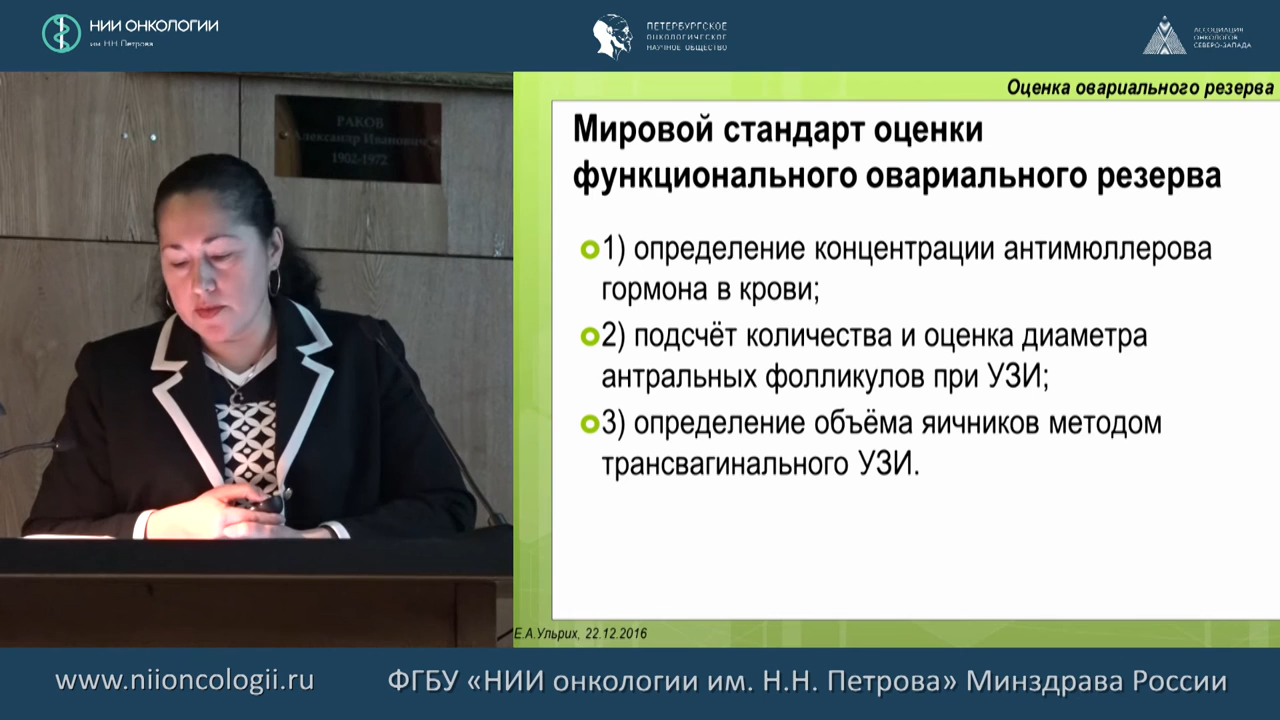 НИИ ОНКОЛОГИИ
им. Н.Н. Петрова
ПЕТЕРБУРГСКОЕ
ОНКОЛОГИЧЕСКОЕ
НАУЧНОЕ ОБЩЕСТВО
АССОЦИАЦИЯ
ОНКОЛОГОВ
СЕВЕРО-ЗАПАДА
РАКОВ
Александр Иванович
1902-1972
Оценка овариального резерва
Мировой стандарт оценки
функционального овариального резерва
1) определение концентрации антимюллерова
гормона в крови;
2) подсчёт количества и оценка диаметра
антральных фолликулов при УЗИ;
3) определение объёма яичников методом
трансвагинального УЗИ.
Е.А.Ульрих, 22.12.2016
www.niioncologii.ru
ФГБУ «НИИ онкологии им. Н.Н. Петрова» Минздрава России